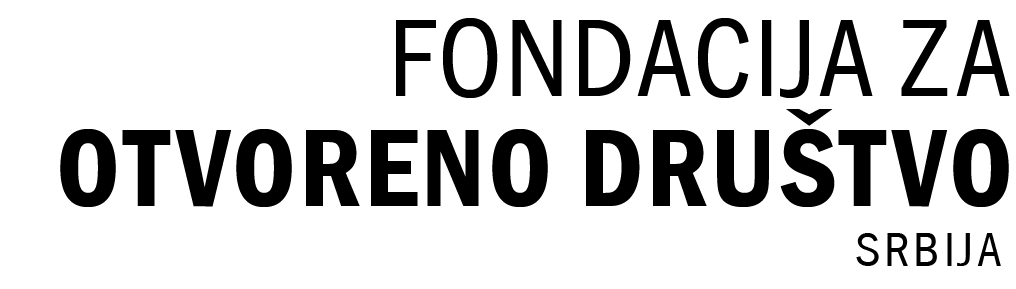 FONDACIJA ZA
OTVORENO DRUŠTVO
SRBIJA